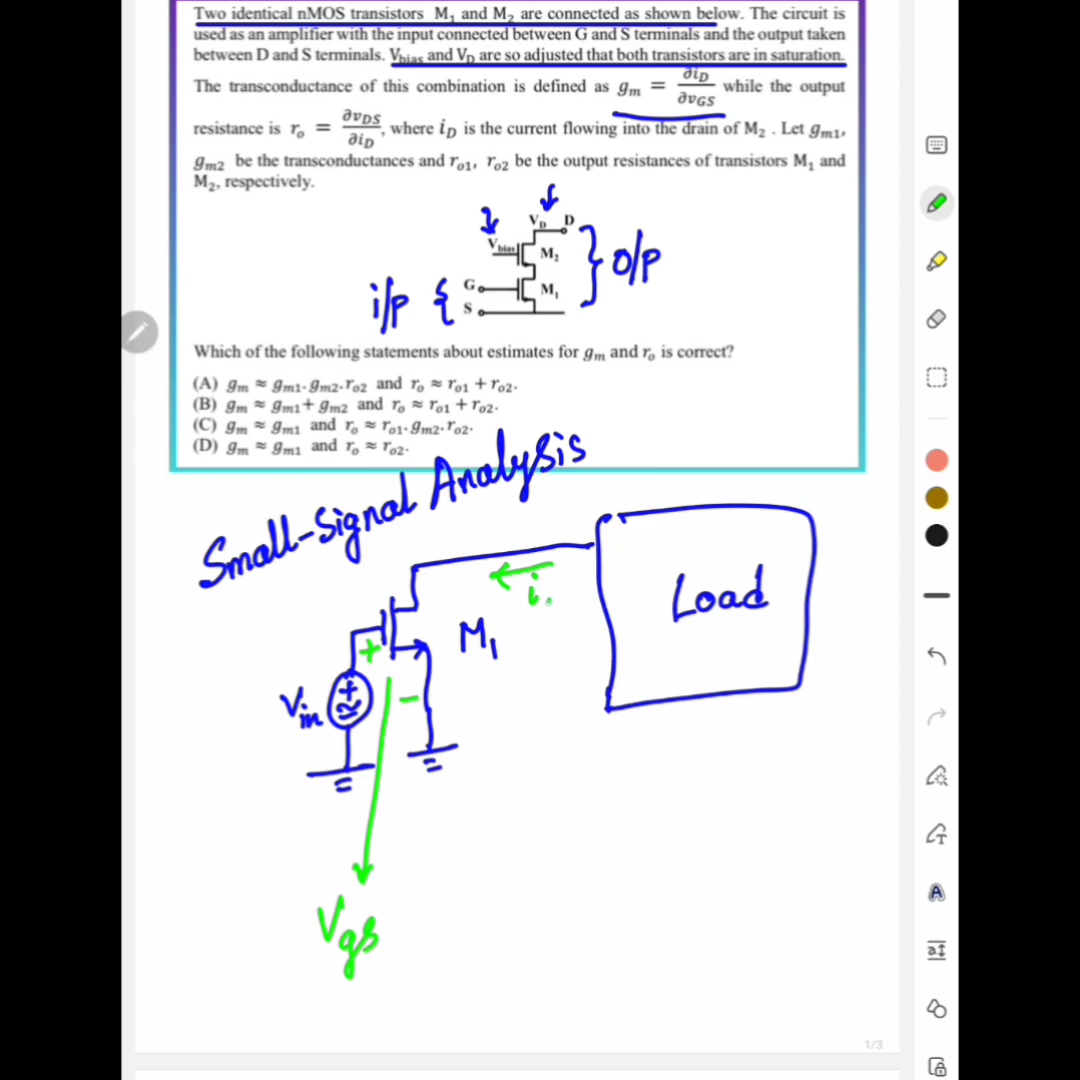 Two identical nMOS transistors M₁ and M₂ are connected as shown below. The circuit is
used as an amplifier with the input connected between G and S terminals and the output taken
between D and S terminals. Vbias and VD are so adjusted that both transistors are in saturation.
The transconductance of this combination is defined as gm = ∂iD/∂vGS while the output
resistance is ro = ∂vDS/∂iD, where iD is the current flowing into the drain of M₂ . Let gm1,
gm2 be the transconductances and ro1, ro2 be the output resistances of transistors M₁ and
M₂, respectively.
VD D
Vbias M₂
i/p { G M₁ } o/p
S
Which of the following statements about estimates for gm and ro is correct?
(A) gm ≈ gm1. gm2. ro2 and ro ≈ ro1 + ro2.
(B) gm ≈ gm1 + gm2 and ro ≈ ro1 + ro2.
(C) gm ≈ gm1 and ro ≈ ro1. gm2. ro2.
(D) gm ≈ gm1 and ro ≈ ro2.
Small-Signal Analysis
Load
i.
M₁
+
Vin + -
Vgs
1/3